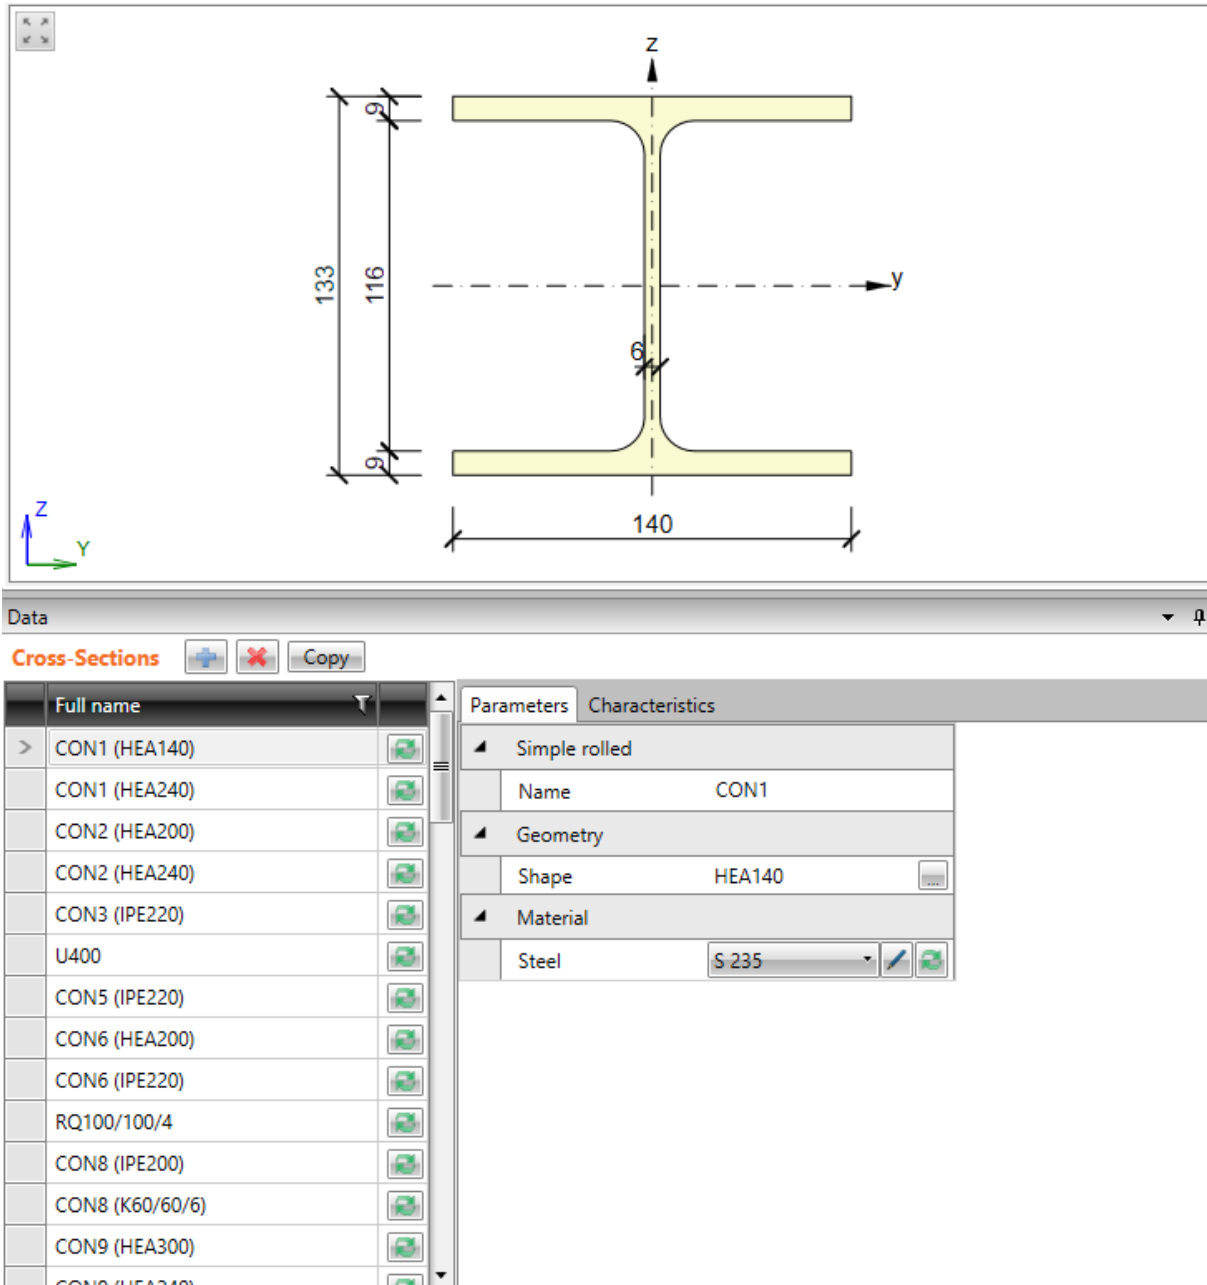 z
9
133
116
y
6
9
140
Z
Y
Data
Cross-Sections Copy
Full name
Parameters Characteristics
CON1 (HEA140)
Simple rolled
CON1 (HEA240)
Name CON1
CON2 (HEA200)
Geometry
CON2 (HEA240)
Shape HEA140
...
CON3 (IPE220)
Material
U400
Steel S 235
CON5 (IPE220)
CON6 (HEA200)
CON6 (IPE220)
RQ100/100/4
CON8 (IPE200)
CON8 (K60/60/6)
CON9 (HEA300)